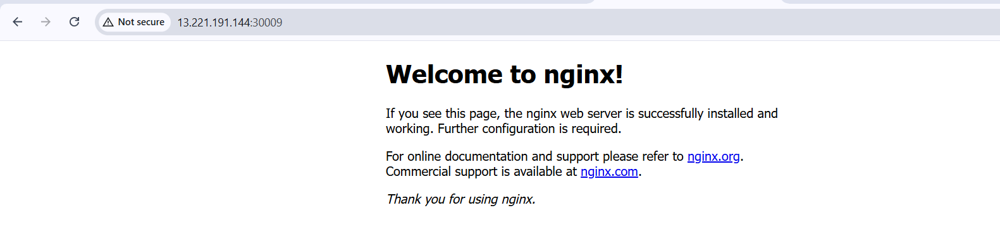 Not secure 13.221.191.144:30009
Welcome to nginx!
If you see this page, the nginx web server is successfully installed and
working. Further configuration is required.
For online documentation and support please refer to nginx.org.
Commercial support is available at nginx.com.
Thank you for using nginx.